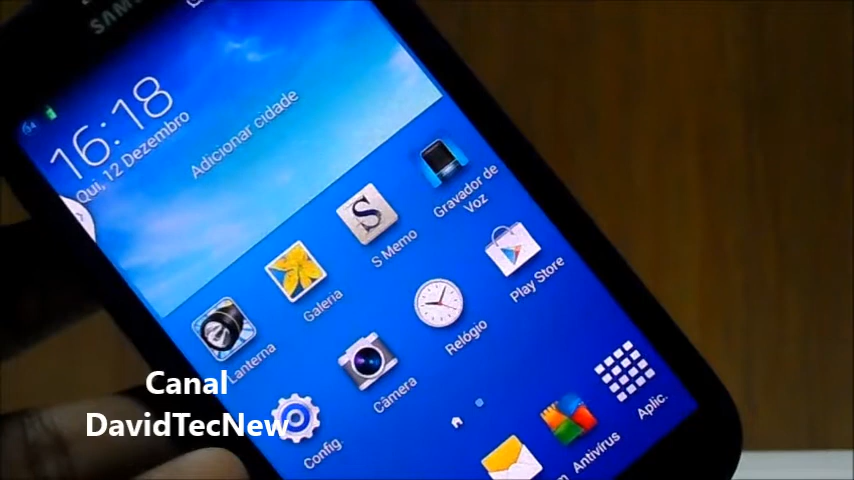 SAMS
16:18
Qui, 12 Dezembro
Adicionar cidade
Gravador de
Voz
S Memo
Galeria
Lanterna
Play Store
Relógio
Câmera
Config.
Aplic.
Antivírus
m
Canal
DavidTecNew